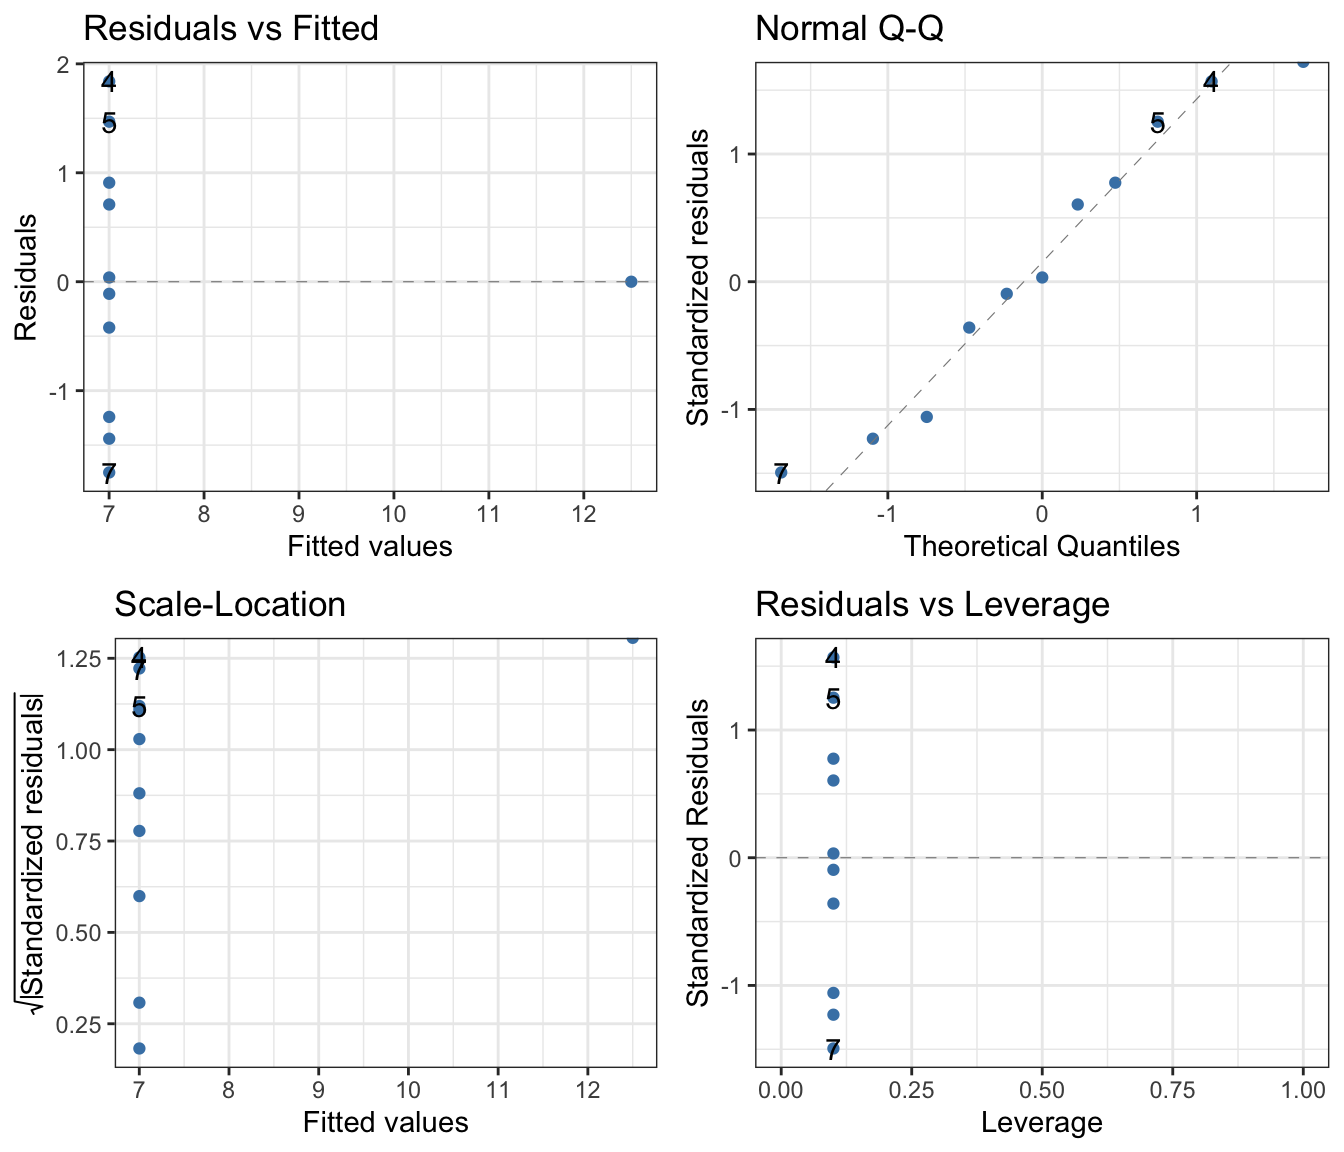 Residuals vs Fitted
2
1
0
-1
Residuals
4
5
7
7 8 9 10 11 12
Fitted values
Normal Q-Q
1
0
-1
Standardized residuals
4
5
7
-1 0 1
Theoretical Quantiles
Scale-Location
1.25
1.00
0.75
0.50
0.25
√|Standardized residuals|
4
7
5
7 8 9 10 11 12
Fitted values
Residuals vs Leverage
1
0
-1
Standardized Residuals
4
5
7
0.00 0.25 0.50 0.75 1.00
Leverage